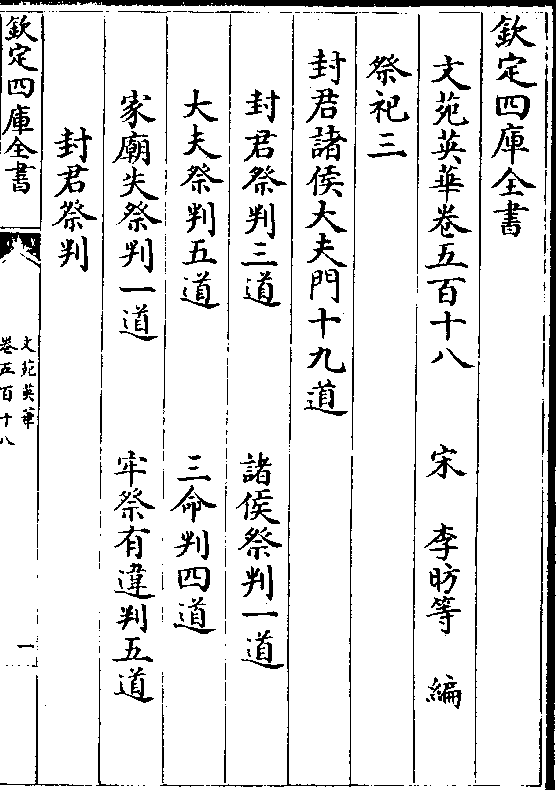 欽定四庫全書
文苑英華卷五百十八 宋 李昉等 編
祭祀三
封君諸侯大夫門十九道
封君祭判三道 諸侯祭判一道
大夫祭判五道 三命判四道
家廟失祭判一道 牢祭有違判五道
封君祭判
欽定四庫全書
文苑英華
卷五百十八
一